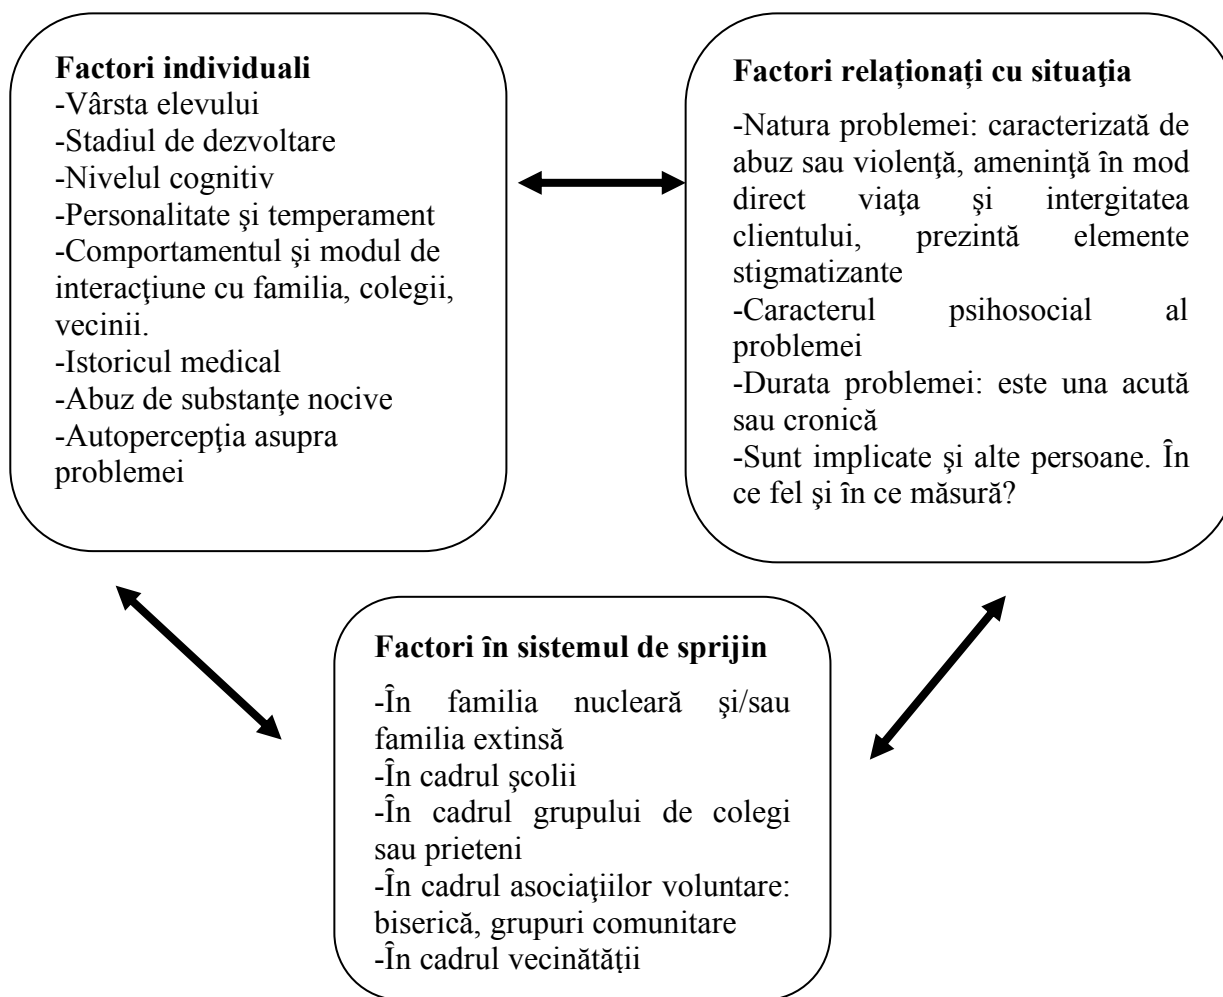 Factori individuali
-Vârsta elevului
-Stadiul de dezvoltare
-Nivelul cognitiv
-Personalitate şi temperament
-Comportamentul şi modul de
interacţiune cu familia, colegii,
vecinii.
-Istoricul medical
-Abuz de substanţe nocive
-Autopercepţia asupra
problemei
Factori relaționați cu situaţia
-Natura problemei: caracterizată de
abuz sau violenţă, ameninţă în mod
direct viaţa şi intergitatea
clientului, prezintă elemente
stigmatizante
-Caracterul psihosocial al
problemei
-Durata problemei: este una acută
sau cronică
-Sunt implicate şi alte persoane. În
ce fel şi în ce măsură?
Factori în sistemul de sprijin
-În familia nucleară şi/sau
familia extinsă
-În cadrul şcolii
-În cadrul grupului de colegi
sau prieteni
-În cadrul asociaţiilor voluntare:
biserică, grupuri comunitare
-În cadrul vecinătăţii